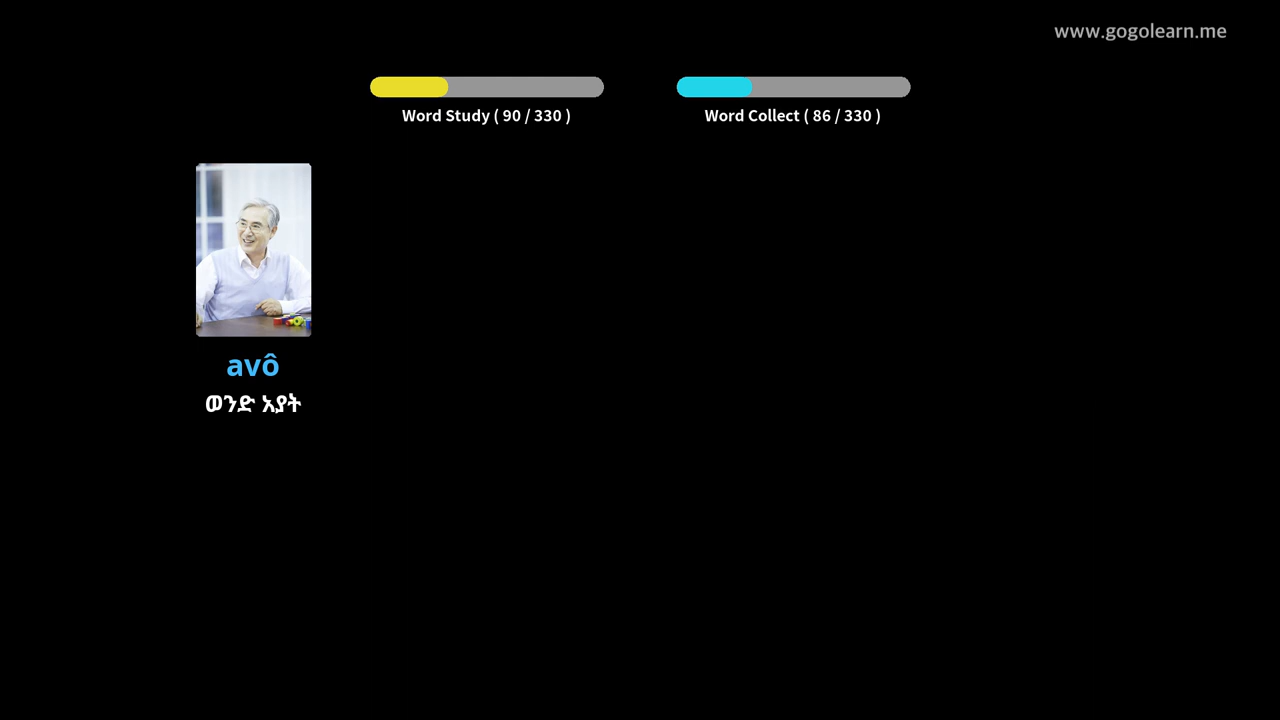 www.gogolearn.me
Word Study ( 90 / 330 )
Word Collect ( 86 / 330 )
avô
ወንድ አያት